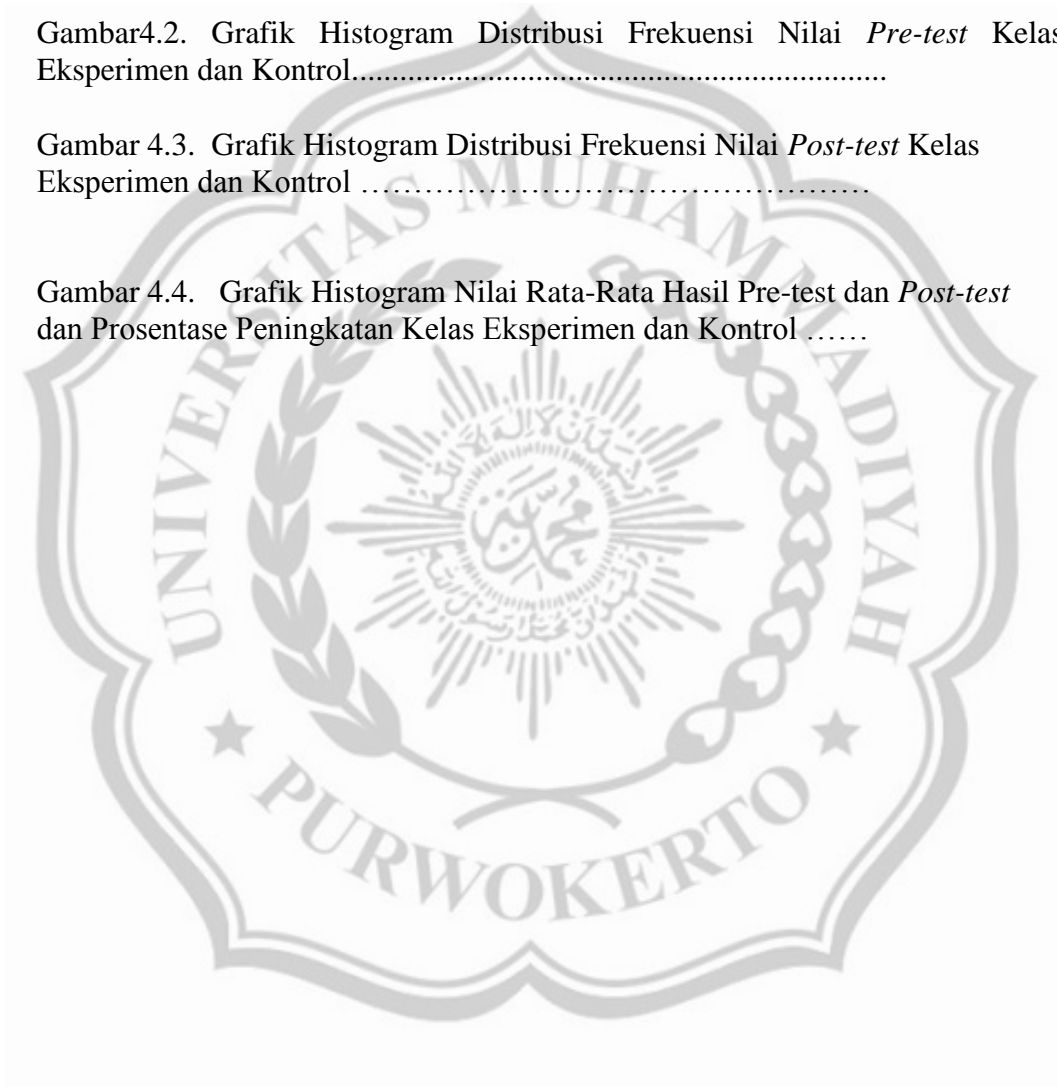 Gambar4.2. Grafik Histogram Distribusi Frekuensi Nilai Pre-test Kelas
Eksperimen dan Kontrol..................................................................
Gambar 4.3. Grafik Histogram Distribusi Frekuensi Nilai Post-test Kelas
Eksperimen dan Kontrol …………………………………………
Gambar 4.4. Grafik Histogram Nilai Rata-Rata Hasil Pre-test dan Post-test
dan Prosentase Peningkatan Kelas Eksperimen dan Kontrol ……
UNIVERSITAS MUHAMMADIYAH
PURWOKERTO
محمدية